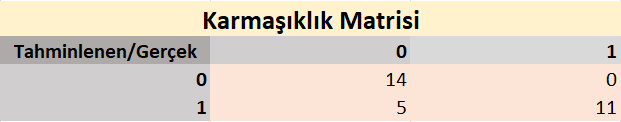 Karmaşıklık Matrisi
Tahminlenen/Gerçek 0 1
0 14 0
1 5 11